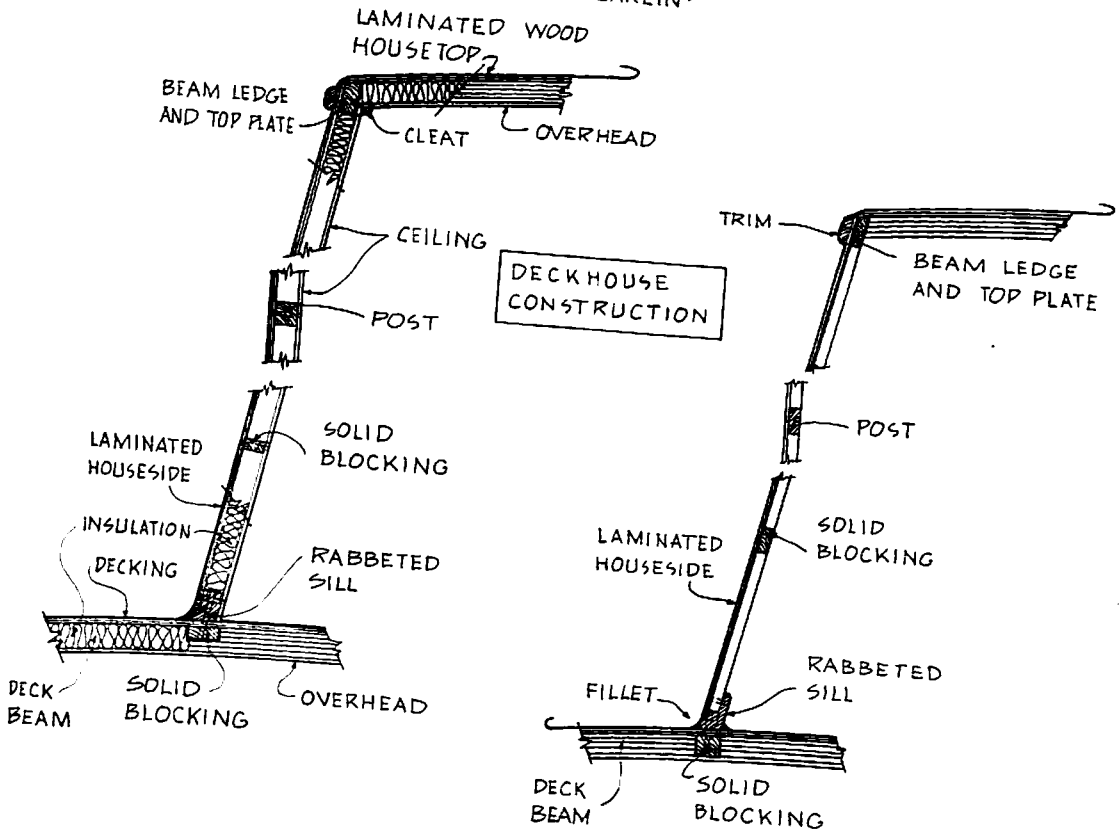 LAMINATED WOOD
HOUSETOP
BEAM LEDGE
AND TOP PLATE
CLEAT
OVERHEAD
CEILING
POST
DECKHOUSE
CONSTRUCTION
TRIM
BEAM LEDGE
AND TOP PLATE
POST
LAMINATED
HOUSESIDE
SOLID
BLOCKING
INSULATION
DECKING
RABBETED
SILL
DECK
BEAM
SOLID
BLOCKING
OVERHEAD
LAMINATED
HOUSESIDE
SOLID
BLOCKING
FILLET
RABBETED
SILL
DECK
BEAM
SOLID
BLOCKING